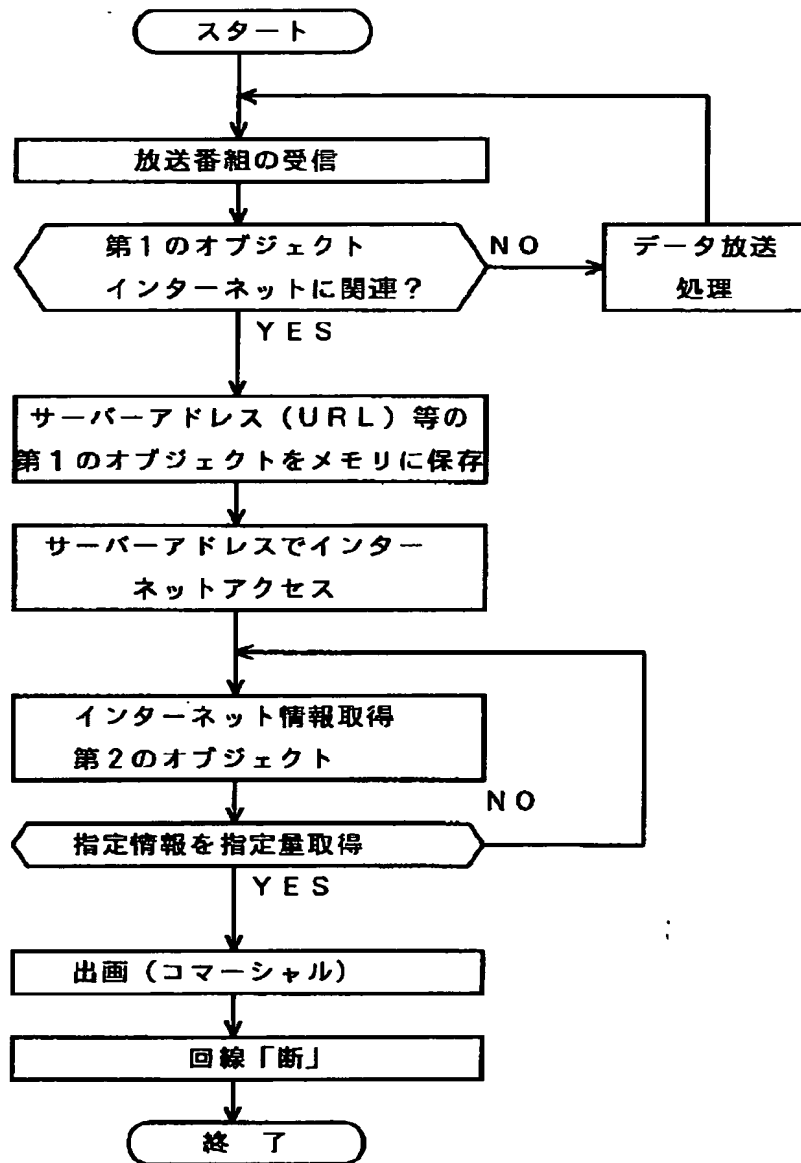 スタート
放送番組の受信
第1のオブジェクト
インターネットに関連?
NO
データ放送
処理
YES
サーバーアドレス(URL)等の
第1のオブジェクトをメモリに保存
サーバーアドレスでインター
ネットアクセス
インターネット情報取得
第2のオブジェクト
NO
指定情報を指定量取得
YES
出画(コマーシャル)
回線「断」
終了